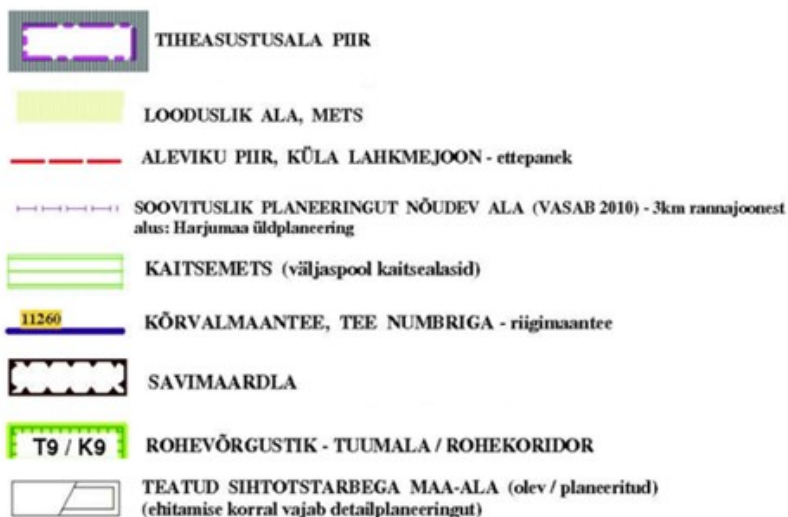 TIHEASUSTUSALA PIIR
LOODUSLIK ALA, METS
ALEVIKU PIIR, KÜLA LAHKMEJOON - ettepanek
SOOVITUSLIK PLANEERINGUT NÕUDEV ALA (VASAB 2010) - 3km rannajoonest
alus: Harjumaa üldplaneering
KAITSEMETS (väljaspool kaitsealasid)
11260 KÕRVALMAANTEE, TEE NUMBRIGA - riigimaantee
SAVIMAARDLA
T9 / K9 ROHEVÕRGUSTIK - TUUMALA / ROHEKORIDOR
TEATUD SIHTOTSTARBEGA MAA-ALA (olev / planeeritud)
(ehitamise korral vajab detailplaneeringut)